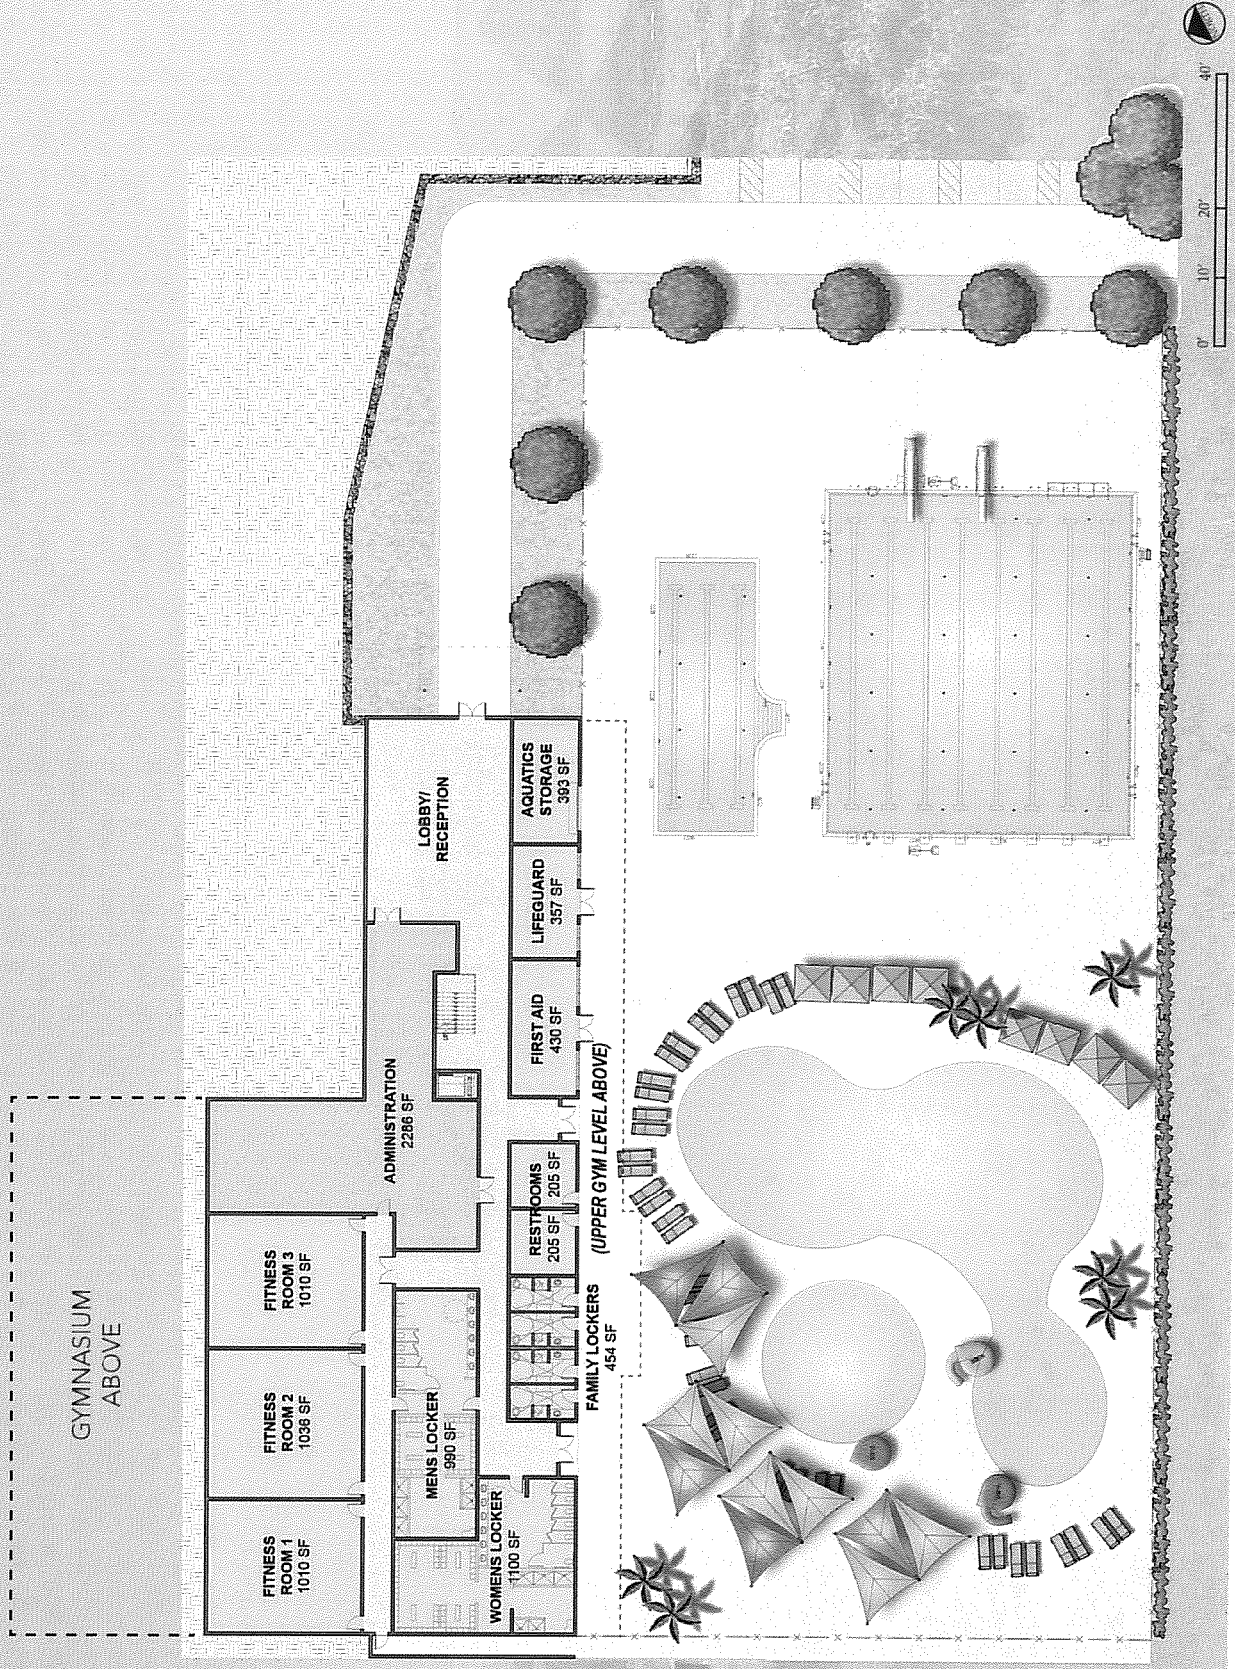 GYMNASIUM
ABOVE
FITNESS
ROOM 1
1010 SF
FITNESS
ROOM 2
1036 SF
FITNESS
ROOM 3
1010 SF
ADMINISTRATION
2286 SF
LOBBY/
RECEPTION
MENS LOCKER
990 SF
WOMENS LOCKER
1100 SF
FAMILY LOCKERS
454 SF
RESTROOMS
205 SF
205 SF
FIRST AID
430 SF
LIFEGUARD
357 SF
AQUATICS
STORAGE
393 SF
(UPPER GYM LEVEL ABOVE)
0'
10'
20'
40'